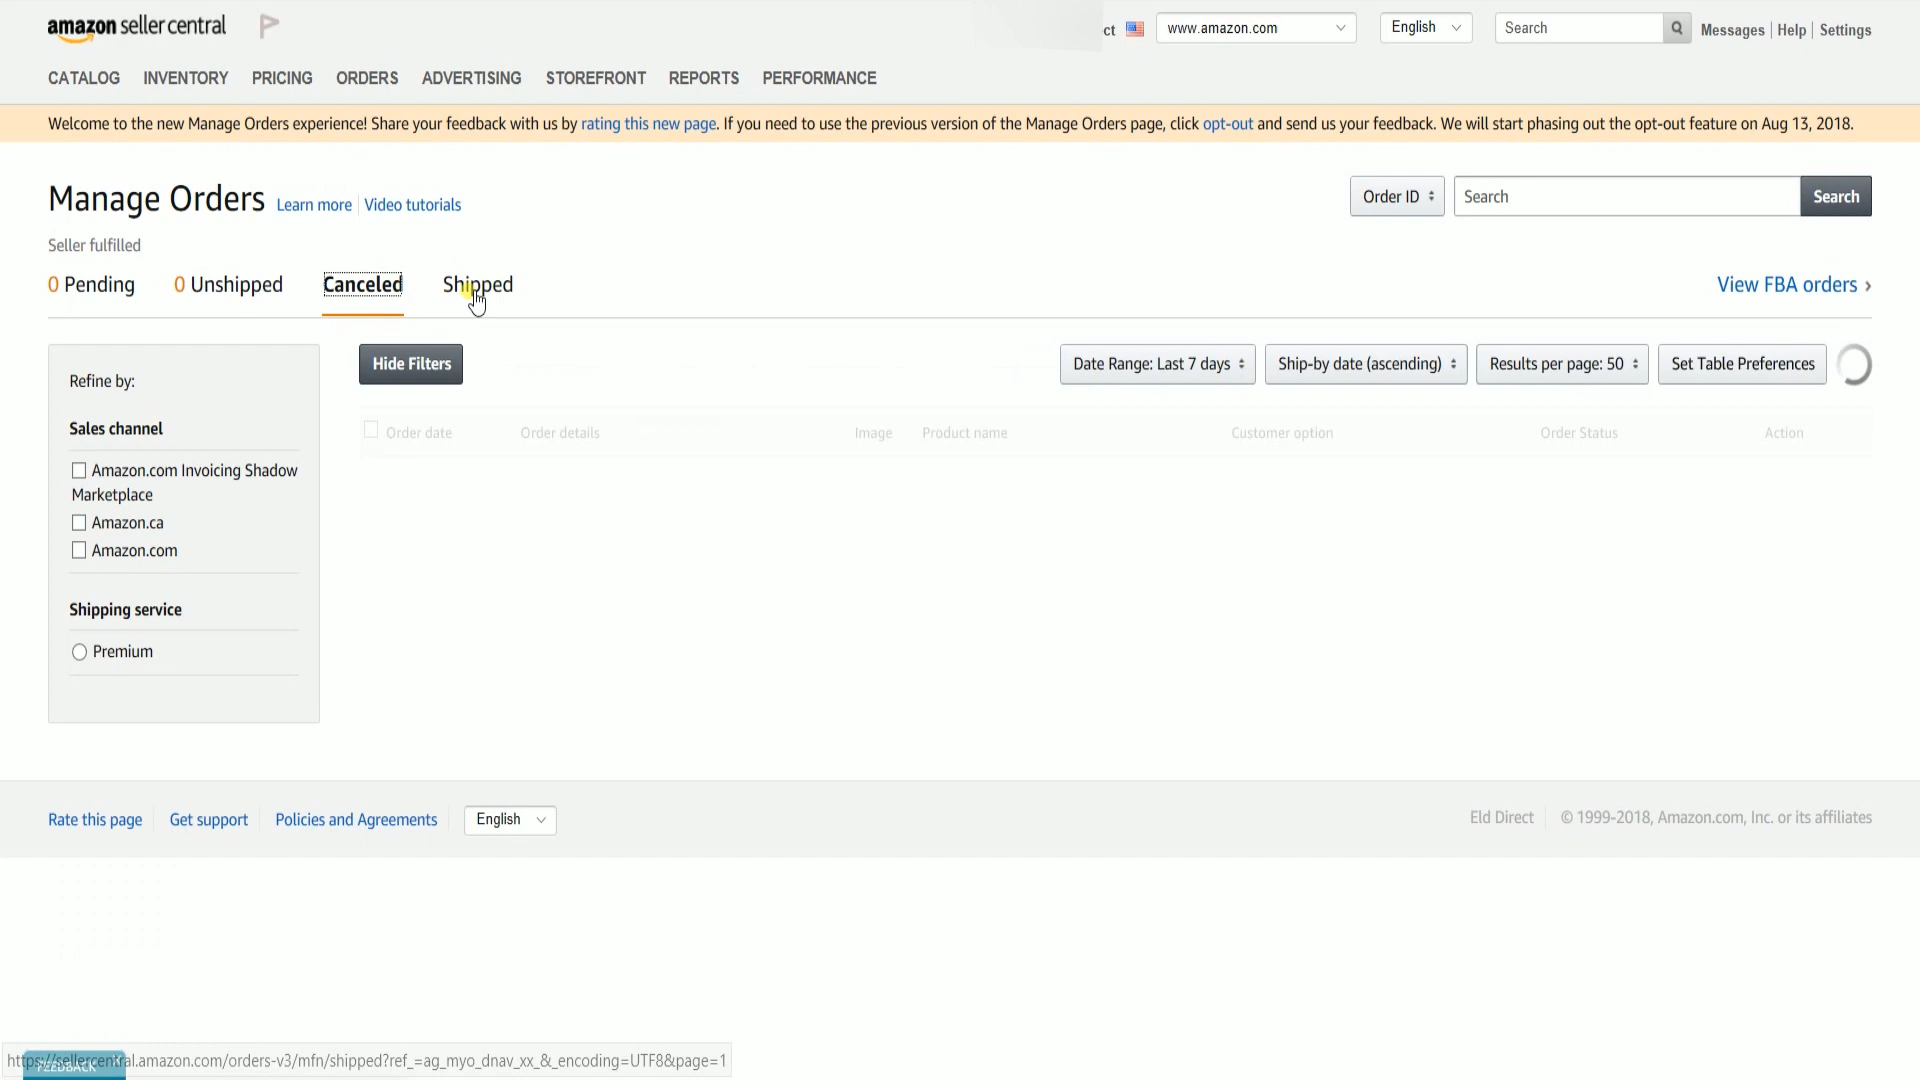 amazon seller central
ct
www.amazon.com
English
Search
Messages | Help | Settings
CATALOG INVENTORY PRICING ORDERS ADVERTISING STOREFRONT REPORTS PERFORMANCE
Welcome to the new Manage Orders experience! Share your feedback with us by rating this new page. If you need to use the previous version of the Manage Orders page, click opt-out and send us your feedback. We will start phasing out the opt-out feature on Aug 13, 2018.
Manage Orders Learn more | Video tutorials
Order ID Search Search
Seller fulfilled
0 Pending 0 Unshipped Canceled Shipped View FBA orders ›
Hide Filters Date Range: Last 7 days Ship-by date (ascending) Results per page: 50 Set Table Preferences
Refine by:
Sales channel
Amazon.com Invoicing Shadow
Marketplace
Amazon.ca
Amazon.com
Shipping service
Premium
Order date Order details Image Product name Customer option Order Status Action
Rate this page Get support Policies and Agreements English Eld Direct © 1999-2018, Amazon.com, Inc. or its affiliates
https://sellercentral.amazon.com/orders-v3/mfn/shipped?ref_=ag_myo_dnav_xx_&_encoding=UTF8&page=1
FEEDBACK